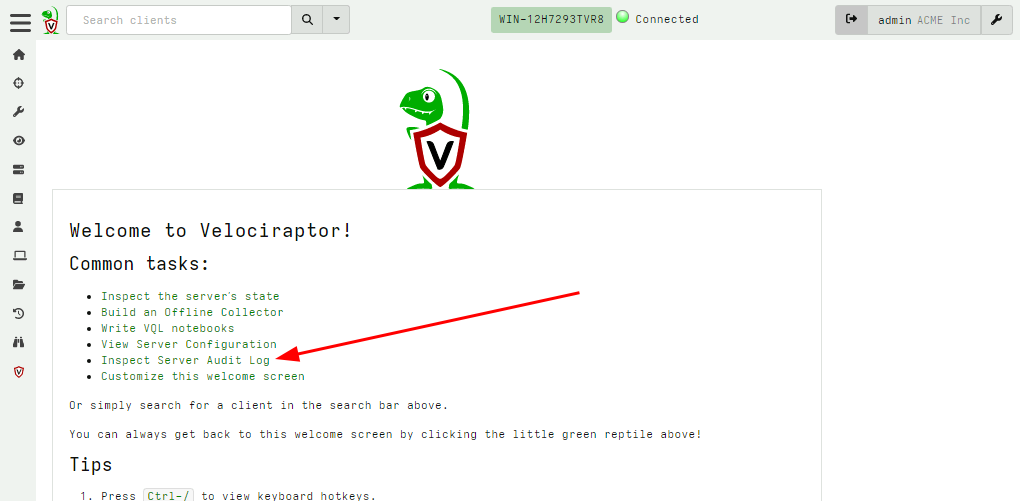 Search clients
WIN-12H7293TVR8 Connected
admin ACME Inc
V
Welcome to Velociraptor!
Common tasks:
Inspect the server's state
Build an Offline Collector
Write VQL notebooks
View Server Configuration
Inspect Server Audit Log
Customize this welcome screen
Or simply search for a client in the search bar above.
You can always get back to this welcome screen by clicking the little green reptile above!
Tips
1. Press Ctrl-/ to view keyboard hotkeys.